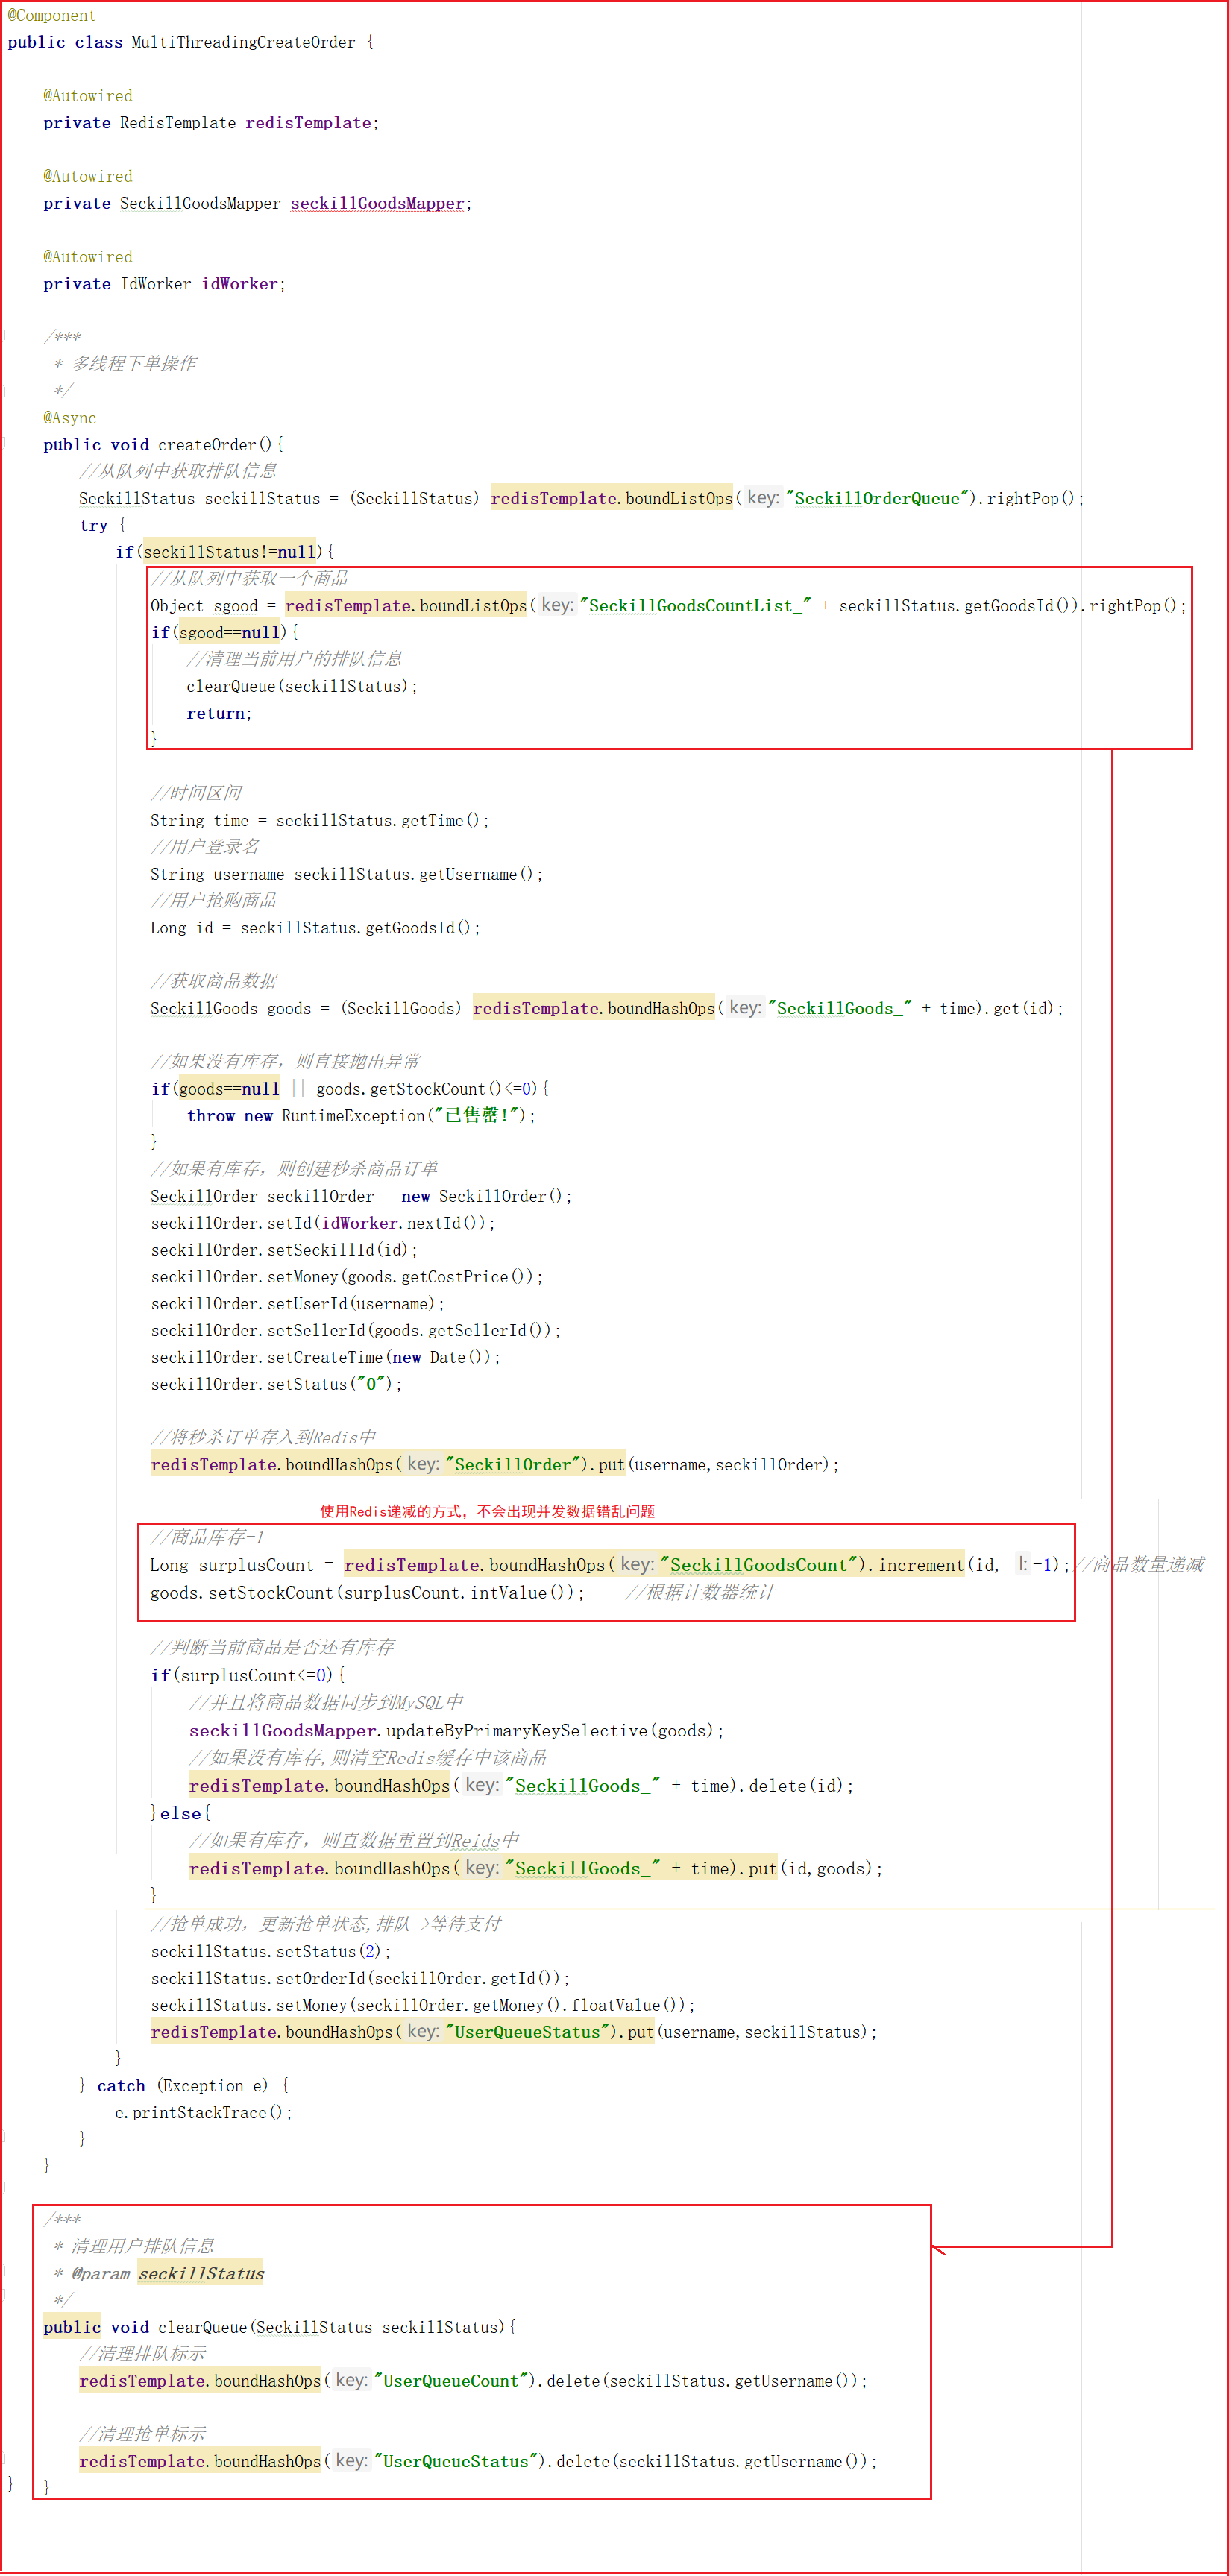 @Component
public class MultiThreadingCreateOrder {
@Autowired
private RedisTemplate redisTemplate;
@Autowired
private SeckillGoodsMapper seckillGoodsMapper;
@Autowired
private IdWorker idWorker;
/***
* 多线程下单操作
*/
@Async
public void createOrder(){
//从队列中获取排队信息
SeckillStatus seckillStatus = (SeckillStatus) redisTemplate.boundListOps( key: "SeckillOrderQueue").rightPop();
try {
if(seckillStatus!=null){
//从队列中获取一个商品
Object sgood = redisTemplate.boundListOps( key: "SeckillGoodsCountList_" + seckillStatus.getGoodsId()).rightPop();
if(sgood==null){
//清理当前用户的排队信息
clearQueue(seckillStatus);
return;
}
//时间区间
String time = seckillStatus.getTime();
//用户登录名
String username=seckillStatus.getUsername();
//用户抢购商品
Long id = seckillStatus.getGoodsId();
//获取商品数据
SeckillGoods goods = (SeckillGoods) redisTemplate.boundHashOps( key: "SeckillGoods_" + time).get(id);
//如果没有库存，则直接抛出异常
if(goods==null || goods.getStockCount()<=0){
throw new RuntimeException("已售罄!");
}
//如果有库存，则创建秒杀商品订单
SeckillOrder seckillOrder = new SeckillOrder();
seckillOrder.setId(idWorker.nextId());
seckillOrder.setSeckillId(id);
seckillOrder.setMoney(goods.getCostPrice());
seckillOrder.setUserId(username);
seckillOrder.setSellerId(goods.getSellerId());
seckillOrder.setCreateTime(new Date());
seckillOrder.setStatus("0");
//将秒杀订单存入到Redis中
redisTemplate.boundHashOps( key: "SeckillOrder").put(username,seckillOrder);
使用Redis递减的方式，不会出现并发数据错乱问题
//商品库存-1
Long surplusCount = redisTemplate.boundHashOps( key: "SeckillGoodsCount").increment(id, l: -1);//商品数量递减
goods.setStockCount(surplusCount.intValue()); //根据计数器统计
//判断当前商品是否还有库存
if(surplusCount<=0){
//并且将商品数据同步到MySQL中
seckillGoodsMapper.updateByPrimaryKeySelective(goods);
//如果没有库存,则清空Redis缓存中该商品
redisTemplate.boundHashOps( key: "SeckillGoods_" + time).delete(id);
}else{
//如果有库存，则直数据重置到Reids中
redisTemplate.boundHashOps( key: "SeckillGoods_" + time).put(id,goods);
}
//抢单成功，更新抢单状态,排队->等待支付
seckillStatus.setStatus(2);
seckillStatus.setOrderId(seckillOrder.getId());
seckillStatus.setMoney(seckillOrder.getMoney().floatValue());
redisTemplate.boundHashOps( key: "UserQueueStatus").put(username,seckillStatus);
}
} catch (Exception e) {
e.printStackTrace();
}
}
/***
* 清理用户排队信息
* @param seckillStatus
*/
public void clearQueue(SeckillStatus seckillStatus){
//清理排队标示
redisTemplate.boundHashOps( key: "UserQueueCount").delete(seckillStatus.getUsername());
//清理抢单标示
redisTemplate.boundHashOps( key: "UserQueueStatus").delete(seckillStatus.getUsername());
}
}